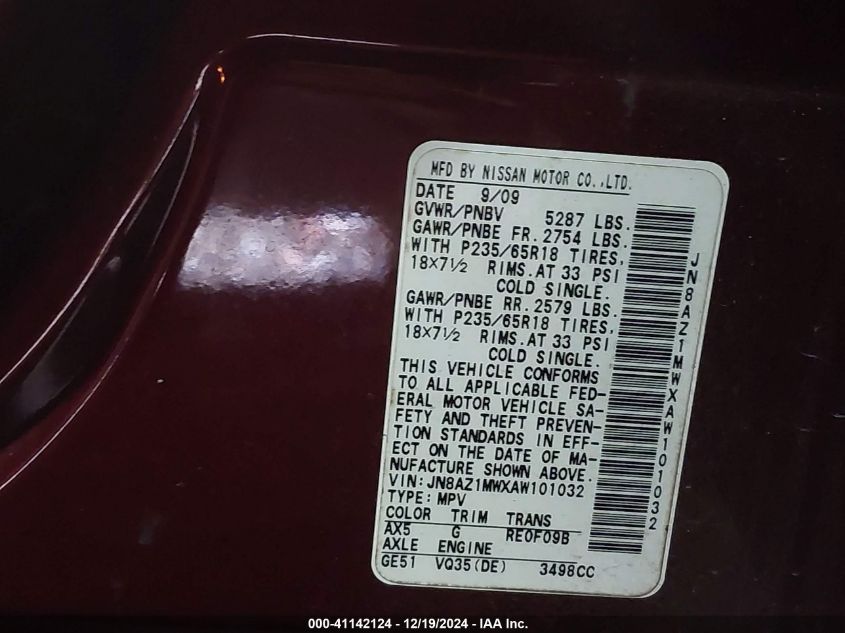 MFD BY NISSAN MOTOR CO.,LTD.
DATE 9/09
GVWR/PNBV 5287 LBS.
GAWR/PNBE FR. 2754 LBS.
WITH P235/65R18 TIRES,
18×7½ RIMS.AT 33 PSI
COLD SINGLE.
GAWR/PNBE RR. 2579 LBS.
WITH P235/65R18 TIRES,
18×7½ RIMS.AT 33 PSI
COLD SINGLE.
THIS VEHICLE CONFORMS
TO ALL APPLICABLE FED-
ERAL MOTOR VEHICLE SA-
FETY AND THEFT PREVEN-
TION STANDARDS IN EFF-
ECT ON THE DATE OF MA-
NUFACTURE SHOWN ABOVE.
VIN:JN8AZ1MWXAW101032
TYPE:MPV
COLOR TRIM TRANS
AX5 G RE0F09B
AXLE ENGINE
GE51 VQ35(DE) 3498CC
JN8AZ1MWXAW101032
000-41142124 - 12/19/2024 - IAA Inc.